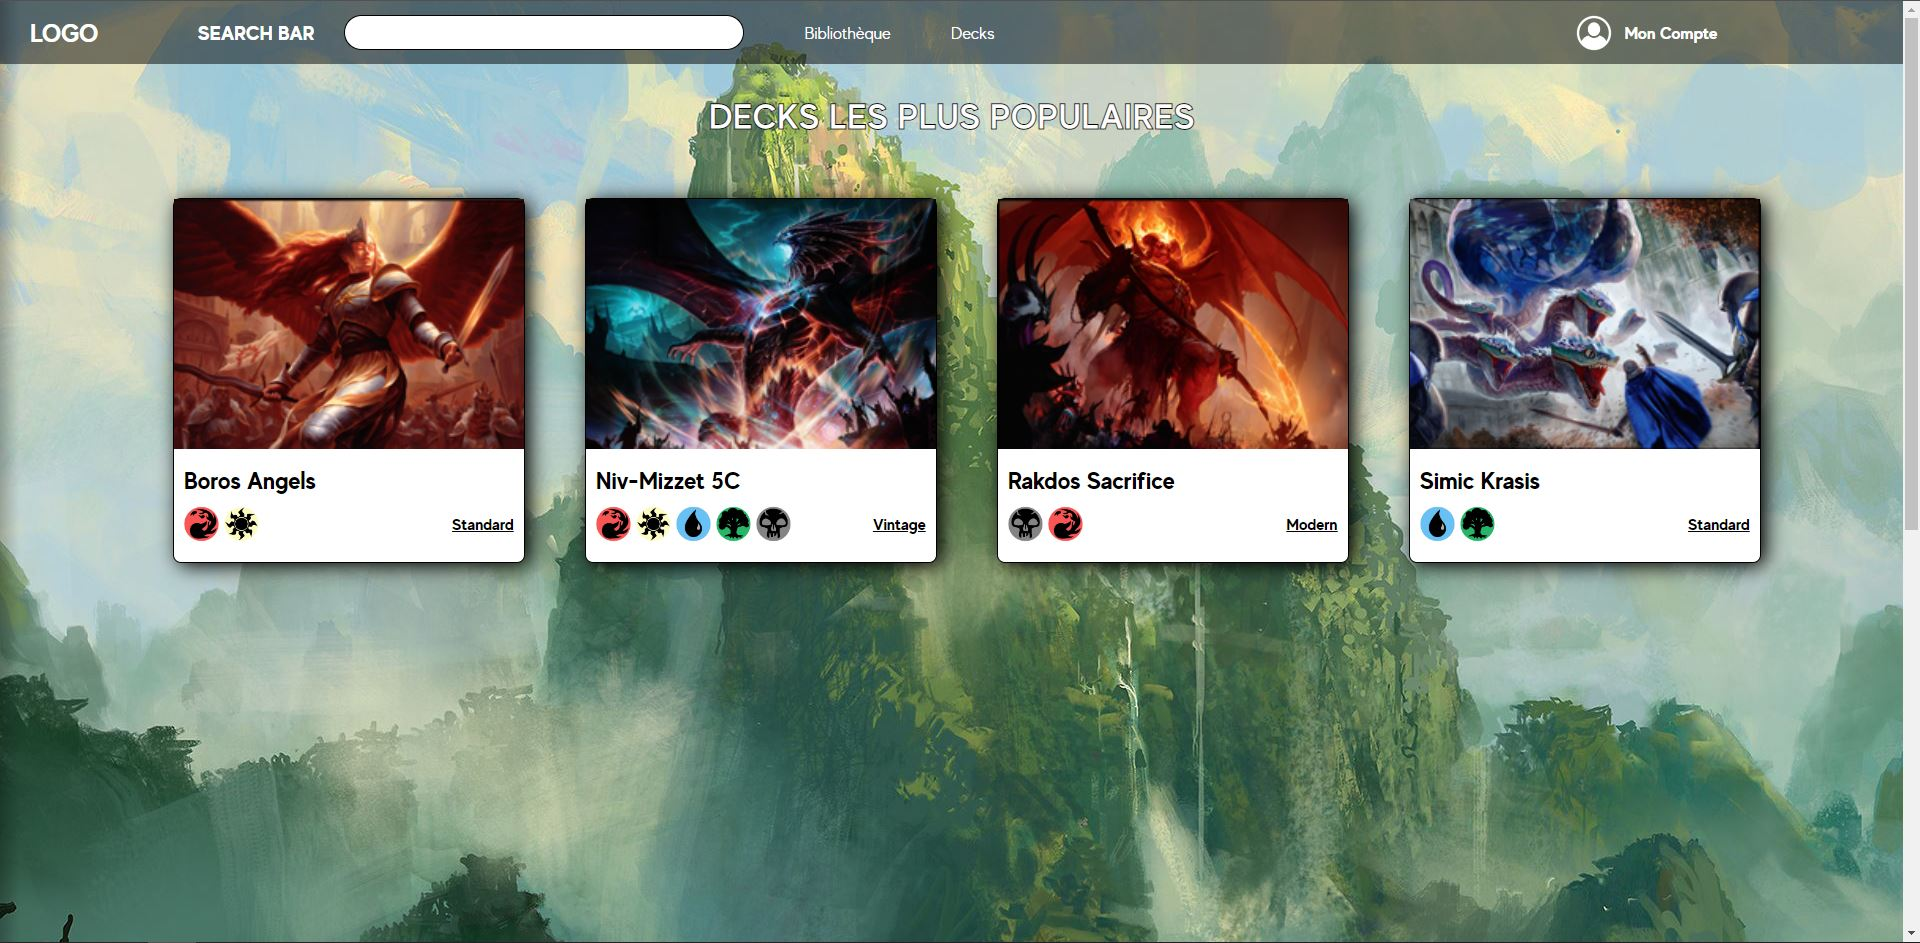 LOGO
SEARCH BAR
Bibliothèque
Decks
Mon Compte
DECKS LES PLUS POPULAIRES
Boros Angels
Standard
Niv-Mizzet 5C
Vintage
Rakdos Sacrifice
Modern
Simic Krasis
Standard